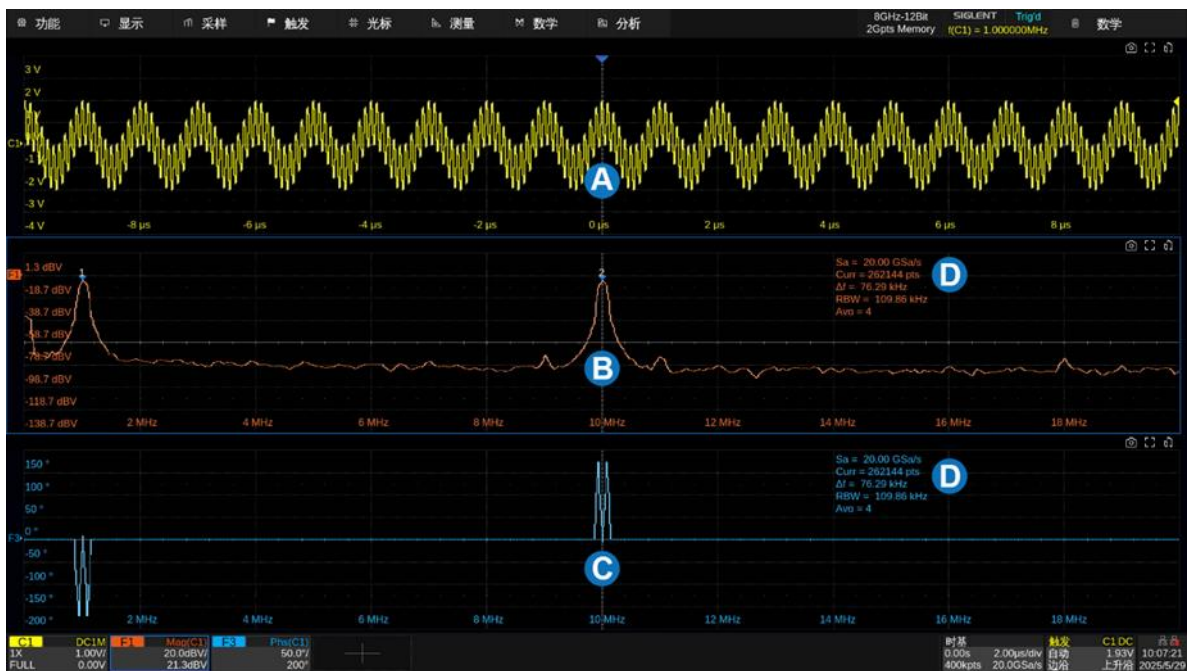 功能 显示 采样 触发 光标 测量 数学 分析 8GHz-12Bit SIGLENT Trig'd 数学
2Gpts Memory f(C1) = 1.000000MHz
3 V
2 V
C1
-1
-2 V
-3 V
-4 V -8 µs -6 µs -4 µs -2 µs 0 µs 2 µs 4 µs 6 µs 8 µs
A
F1 1.3 dBV 1 2 Sa = 20.00 GSa/s
Curr = 262144 pts D
-18.7 dBV Δf = 76.29 kHz
RBW = 109.86 kHz
-38.7 dBV Avg = 4
-58.7 dBV
-78.7 dBV
B
-98.7 dBV
-118.7 dBV
-138.7 dBV 2 MHz 4 MHz 6 MHz 8 MHz 10 MHz 12 MHz 14 MHz 16 MHz 18 MHz
150 ° Sa = 20.00 GSa/s
Curr = 262144 pts D
100 ° Δf = 76.29 kHz
RBW = 109.86 kHz
50 ° Avg = 4
0 °
F3
-50 °
C
-100 °
-150 °
-200 ° 2 MHz 4 MHz 6 MHz 8 MHz 10 MHz 12 MHz 14 MHz 16 MHz 18 MHz
C1 DC1M F1 Mag(C1) F3 Phs(C1) 时基 触发 C1 DC
1X 1.00V/ 20.0dBV/ 50.0°/ 0.00s 2.00µs/div 自动 1.93V 10:07:21
FULL 0.00V 21.3dBV 200° 400kpts 20.0GSa/s 边沿 上升沿 2025/5/29